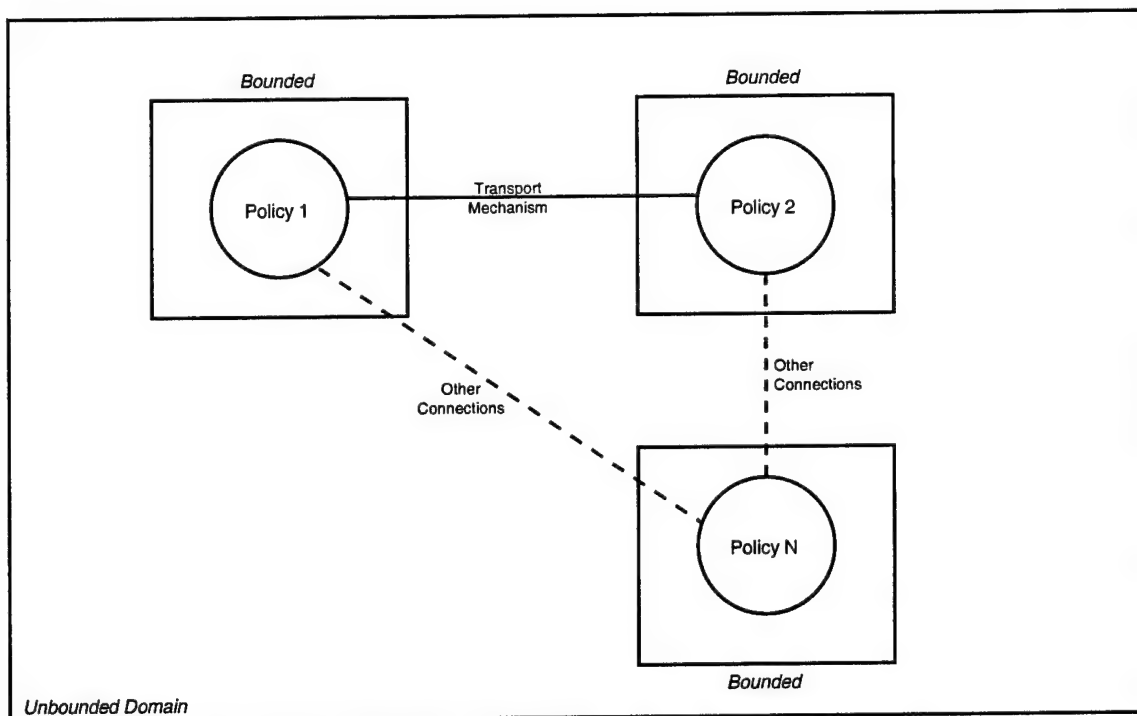 Bounded
Bounded
Policy 1
Transport
Mechanism
Policy 2
Other
Connections
Other
Connections
Policy N
Bounded
Unbounded Domain